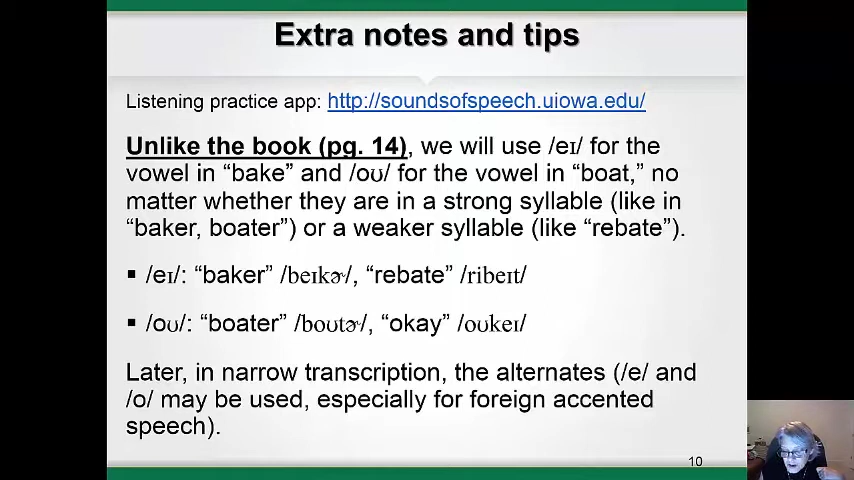 Extra notes and tips
Listening practice app: http://soundsofspeech.uiowa.edu/
Unlike the book (pg. 14), we will use /eɪ/ for the
vowel in “bake” and /oʊ/ for the vowel in “boat,” no
matter whether they are in a strong syllable (like in
“baker, boater”) or a weaker syllable (like “rebate”).
▪ /eɪ/: “baker” /beɪkɚ/, “rebate” /ribeɪt/
▪ /oʊ/: “boater” /boʊtɚ/, “okay” /oʊkeɪ/
Later, in narrow transcription, the alternates (/e/ and
/o/ may be used, especially for foreign accented
speech).
10